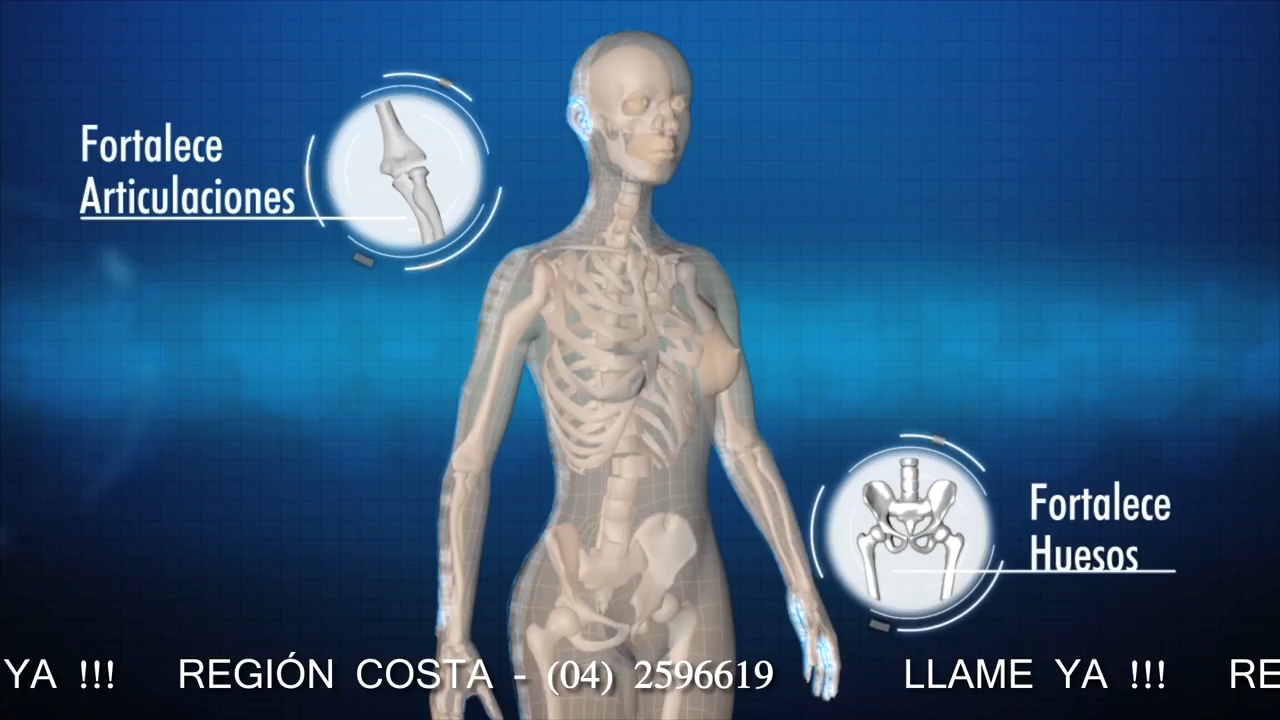 Fortalece
Articulaciones
Fortalece
Huesos
YA !!! REGIÓN COSTA - (04) 2596619 LLAME YA !!! RE